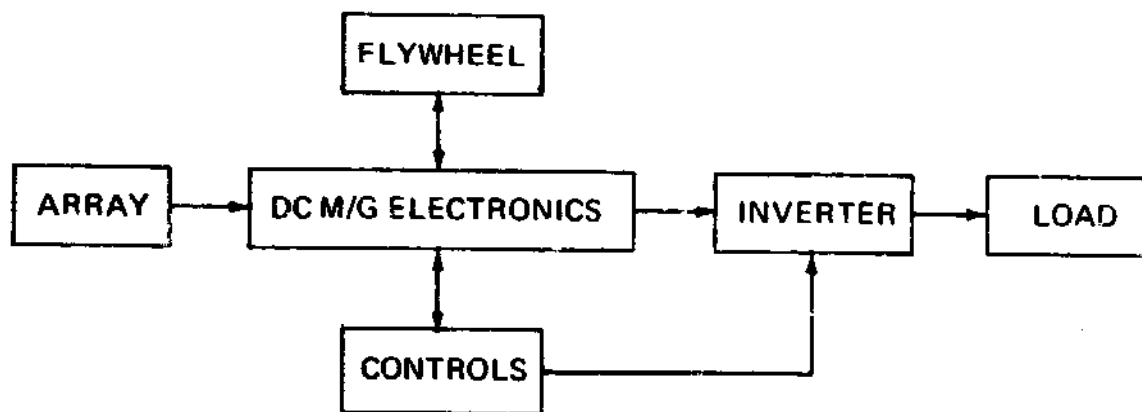 FLYWHEEL
ARRAY
DC M/G ELECTRONICS
INVERTER
LOAD
CONTROLS